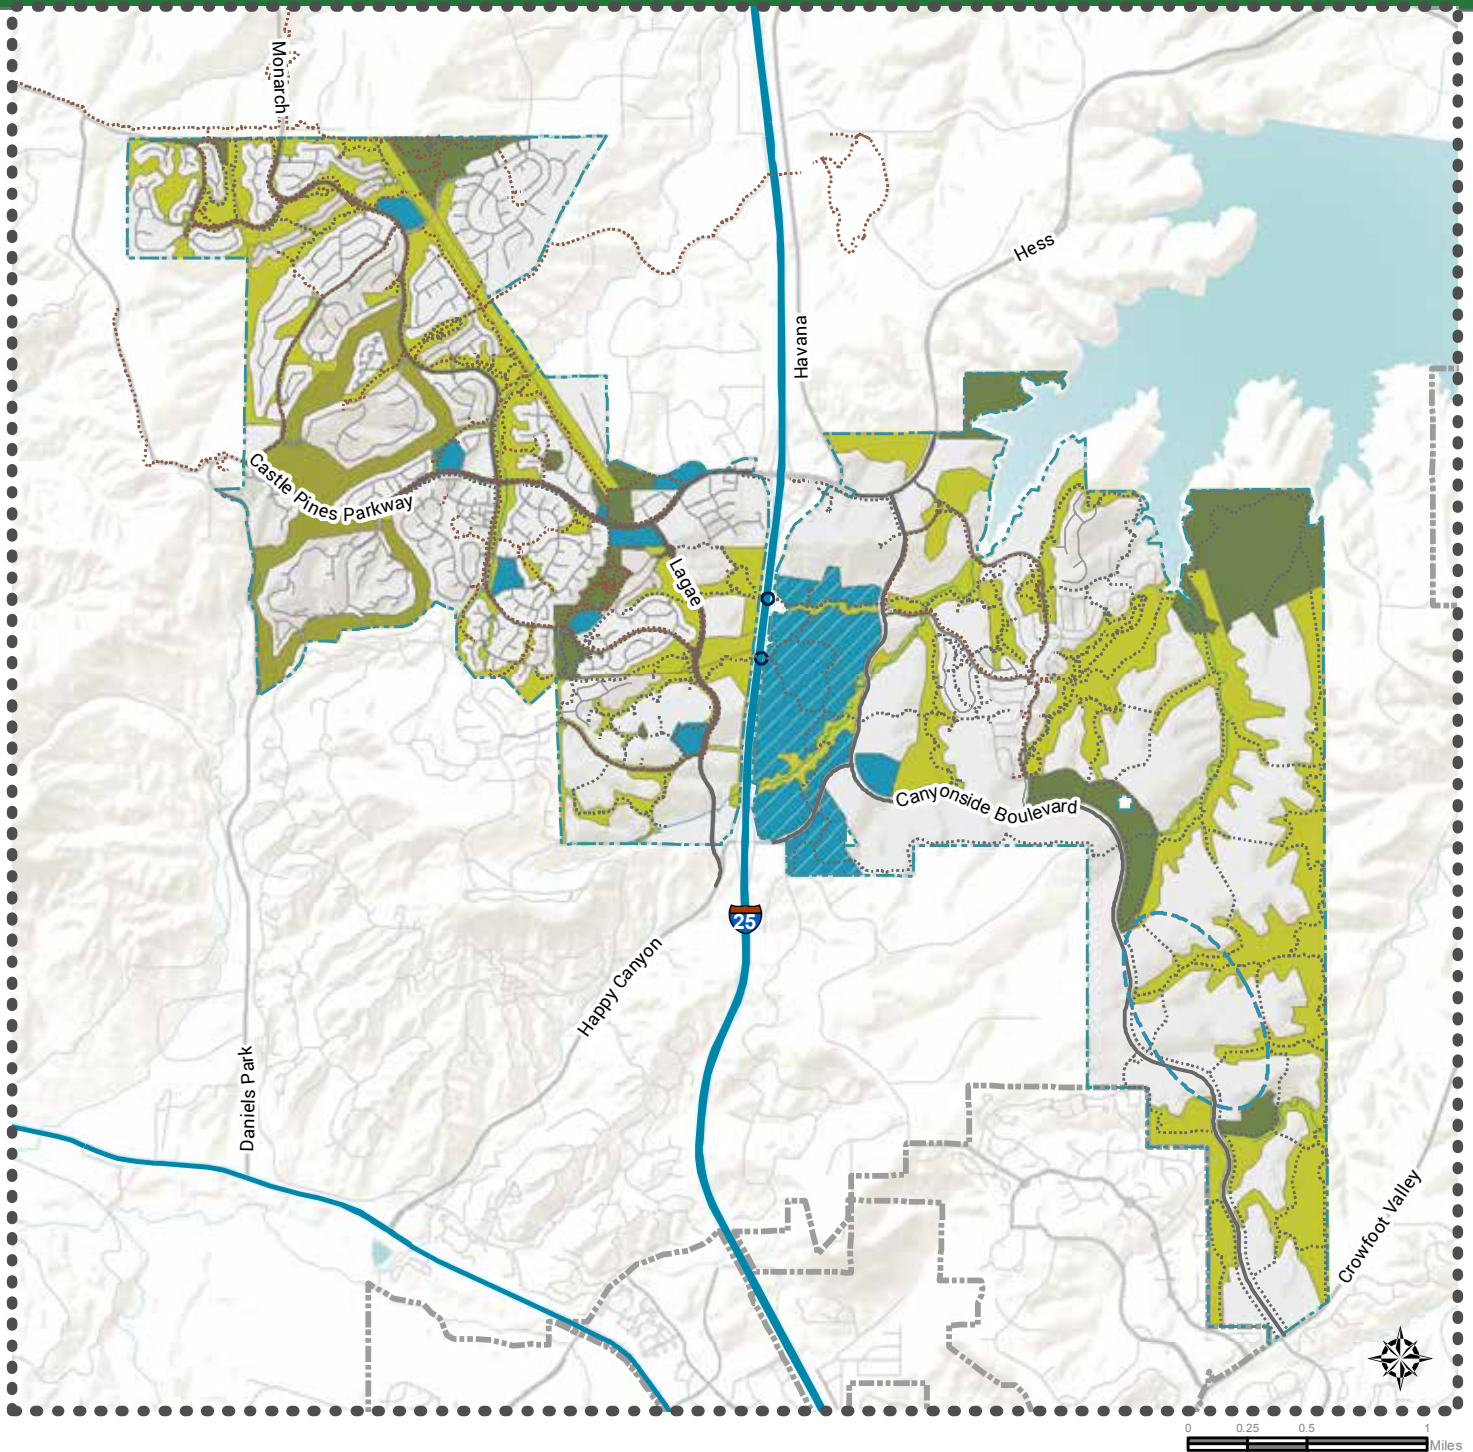 Monarch
Hess
Havana
Castle Pines Parkway
Lagae
Canyonside Boulevard
25
Happy Canyon
Daniels Park
Crowfoot Valley
0 0.25 0.5 1
Miles